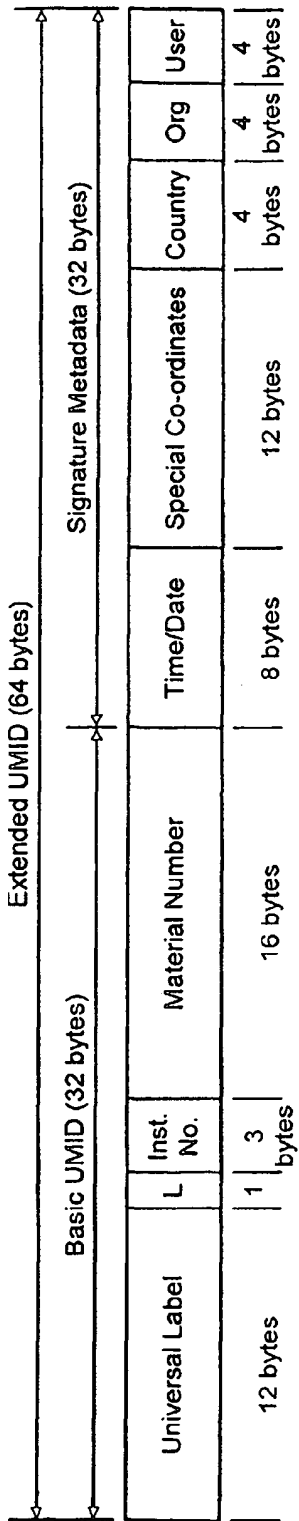 Extended UMID (64 bytes)
Basic UMID (32 bytes)
Signature Metadata (32 bytes)
Universal Label
L
Inst.
No.
Material Number
Time/Date
Special Co-ordinates
Country
Org
User
12 bytes
1
3
bytes
16 bytes
8 bytes
12 bytes
4
bytes
4
bytes
4
bytes